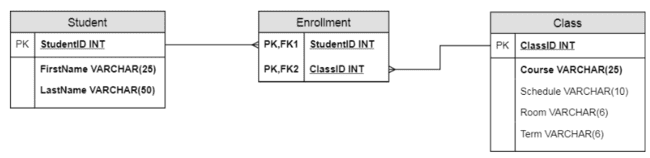 Student
PK StudentID INT
FirstName VARCHAR(25)
LastName VARCHAR(50)
Enrollment
PK,FK1 StudentID INT
PK,FK2 ClassID INT
Class
PK ClassID INT
Course VARCHAR(25)
Schedule VARCHAR(10)
Room VARCHAR(6)
Term VARCHAR(6)